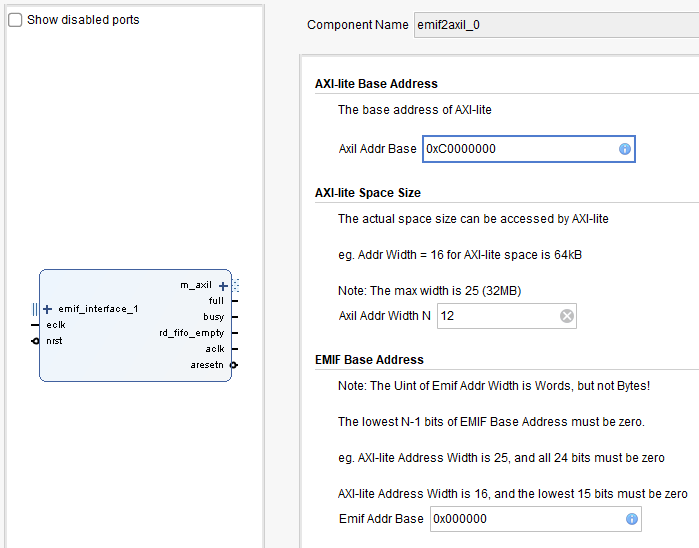 Show disabled ports
Component Name emif2axil_0
AXI-lite Base Address
The base address of AXI-lite
Axil Addr Base 0xC0000000
AXI-lite Space Size
The actual space size can be accessed by AXI-lite
eg. Addr Width = 16 for AXI-lite space is 64kB
Note: The max width is 25 (32MB)
Axil Addr Width N 12
EMIF Base Address
Note: The Uint of Emif Addr Width is Words, but not Bytes!
The lowest N-1 bits of EMIF Base Address must be zero.
eg. AXI-lite Address Width is 25, and all 24 bits must be zero
AXI-lite Address Width is 16, and the lowest 15 bits must be zero
Emif Addr Base 0x000000
emif_interface_1
eclk
nrst
m_axil
full
busy
rd_fifo_empty
aclk
aresetn